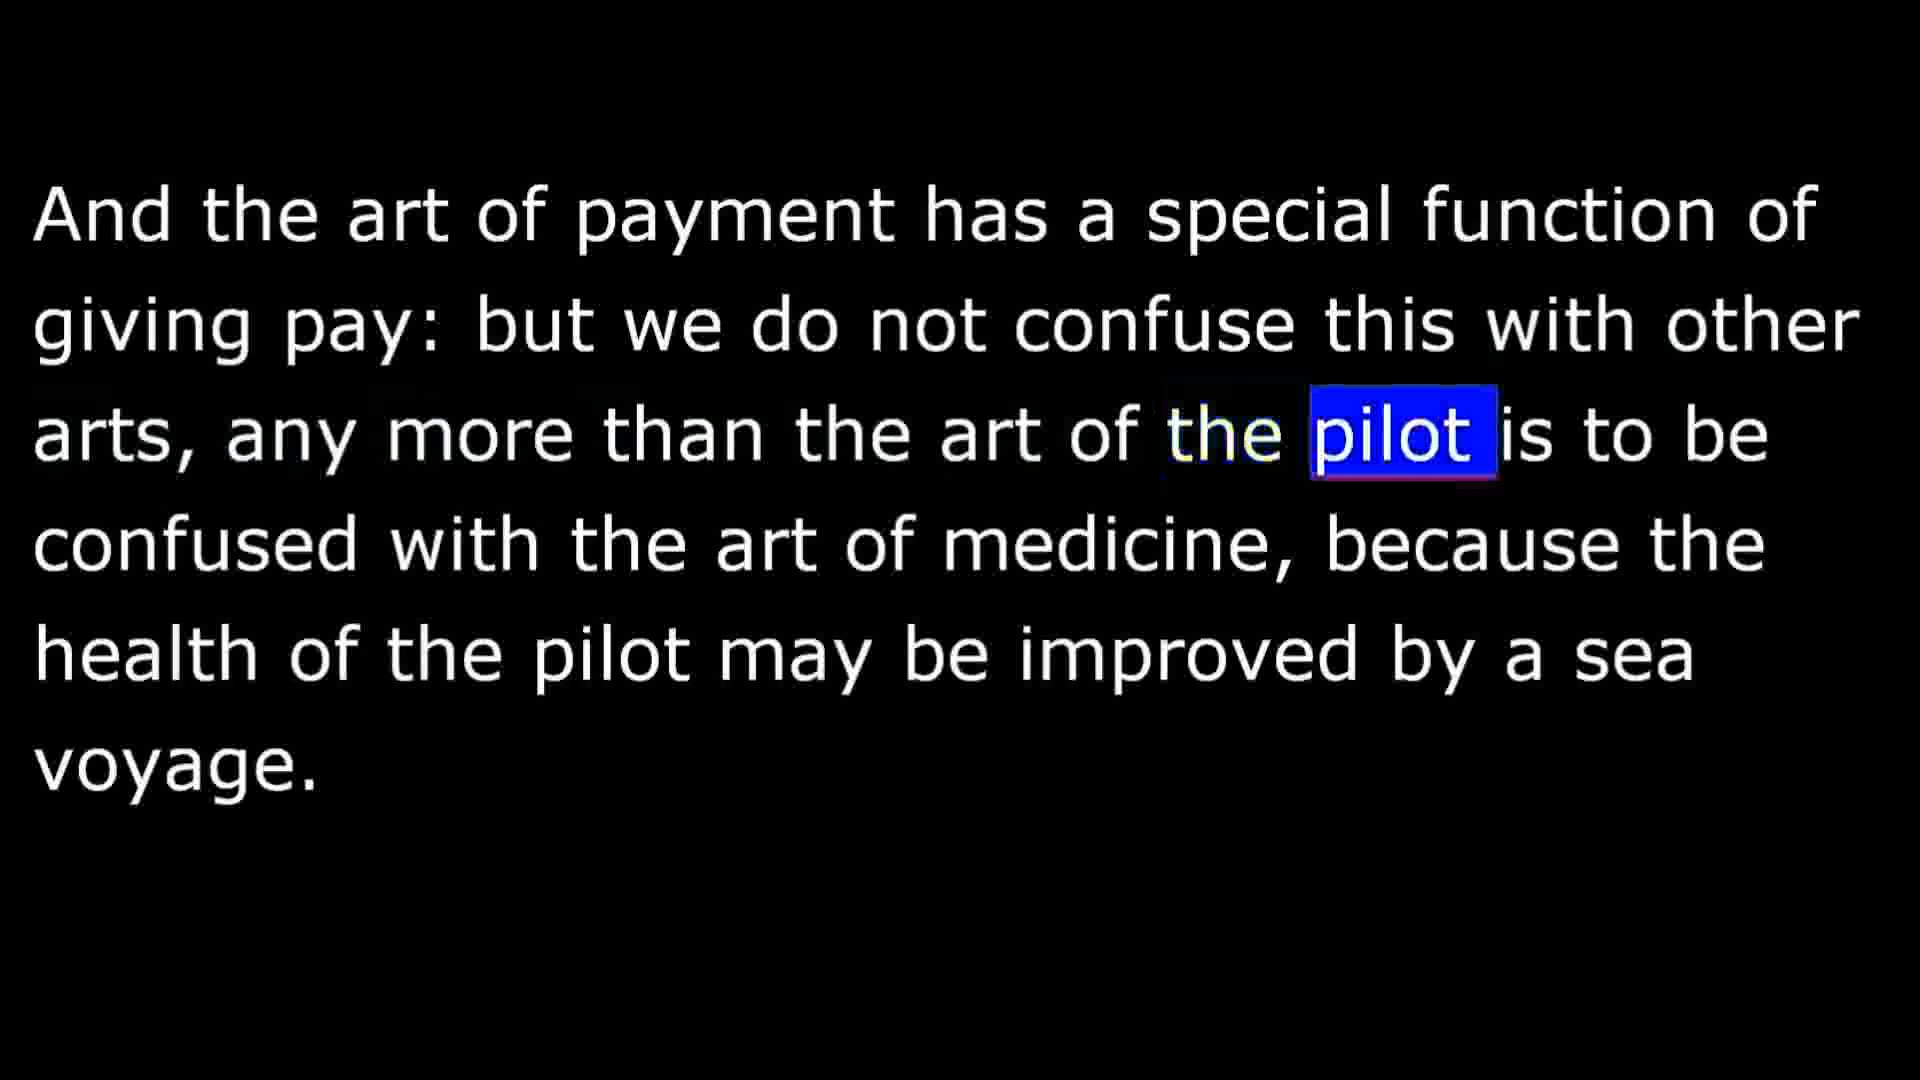 And the art of payment has a special function of
giving pay: but we do not confuse this with other
arts, any more than the art of the pilot is to be
confused with the art of medicine, because the
health of the pilot may be improved by a sea
voyage.